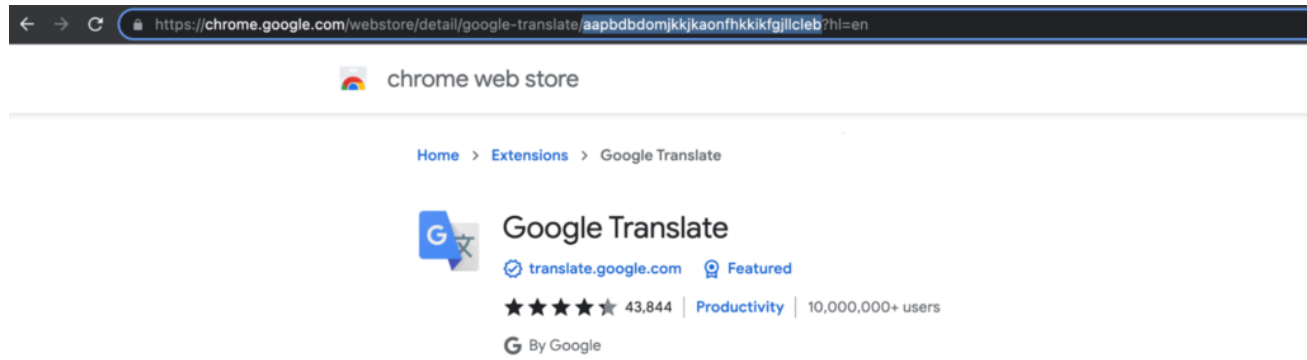 https://chrome.google.com/webstore/detail/google-translate/aapbdbdomjkkjkaonfhkkikfgjllcleb?hl=en
chrome web store
Home > Extensions > Google Translate
G 文
Google Translate
translate.google.com Featured
43,844 | Productivity | 10,000,000+ users
G By Google